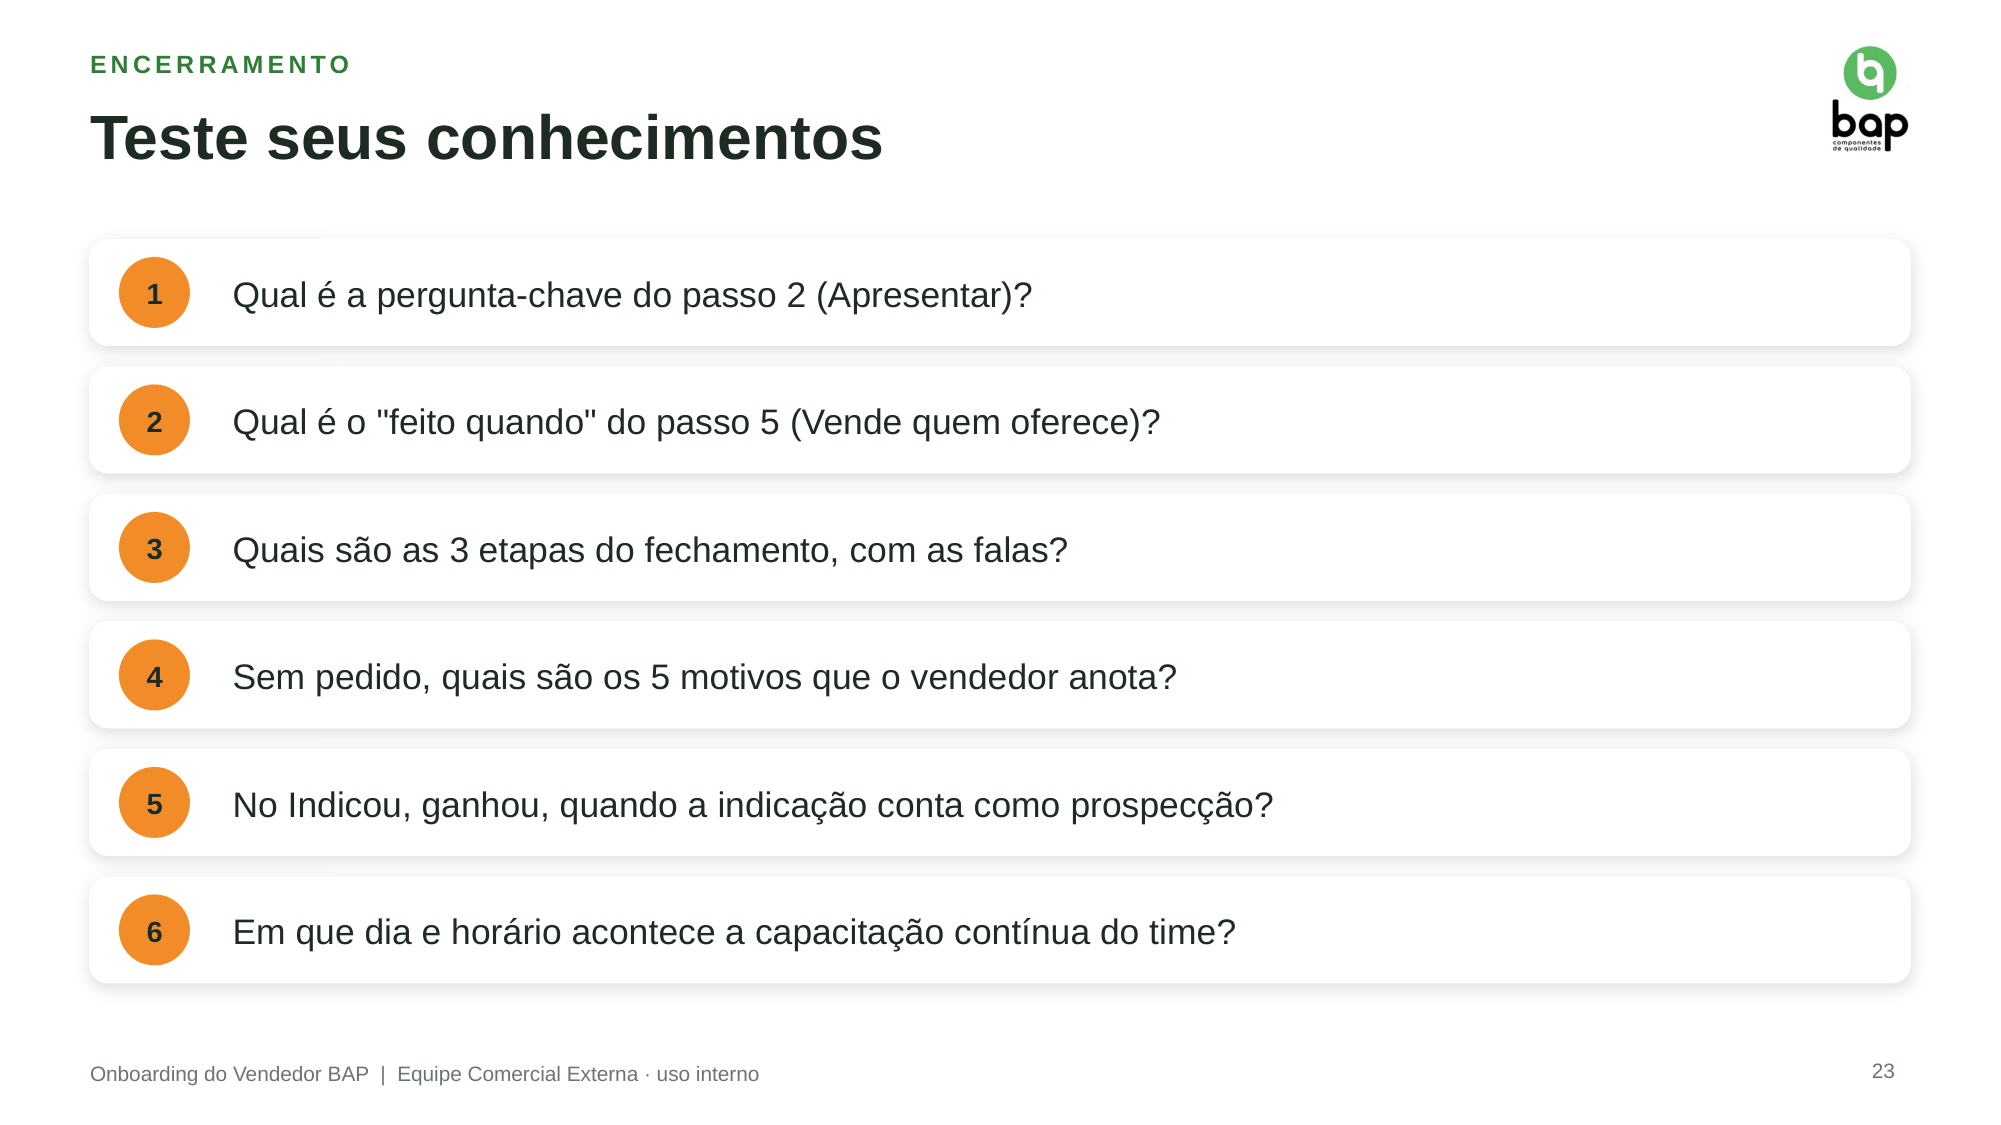 ENCERRAMENTO
Teste seus conhecimentos
bap
componentes
de qualidade
1 Qual é a pergunta-chave do passo 2 (Apresentar)?
2 Qual é o "feito quando" do passo 5 (Vende quem oferece)?
3 Quais são as 3 etapas do fechamento, com as falas?
4 Sem pedido, quais são os 5 motivos que o vendedor anota?
5 No Indicou, ganhou, quando a indicação conta como prospecção?
6 Em que dia e horário acontece a capacitação contínua do time?
Onboarding do Vendedor BAP | Equipe Comercial Externa · uso interno
23